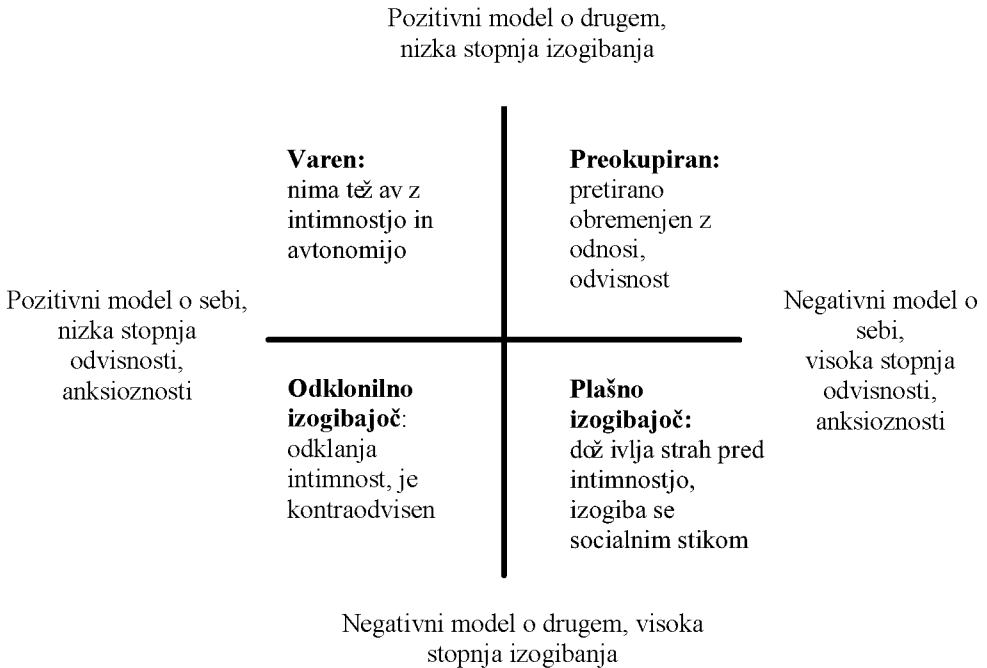 Pozitivni model o drugem,
nizka stopnja izogibanja
Varen:
nima tež av z
intimnostjo in
avtonomijo
Preokupiran:
pretirano
obremenjen z
odnosi,
odvisnost
Pozitivni model o sebi,
nizka stopnja
odvisnosti,
anksioznosti
Negativni model o
sebi,
visoka stopnja
odvisnosti,
anksioznosti
Odklonilno
izogibajoč:
odklanja
intimnost, je
kontraodvisen
Plašno
izogibajoč:
dož ivlja strah pred
intimnostjo,
izogiba se
socialnim stikom
Negativni model o drugem, visoka
stopnja izogibanja